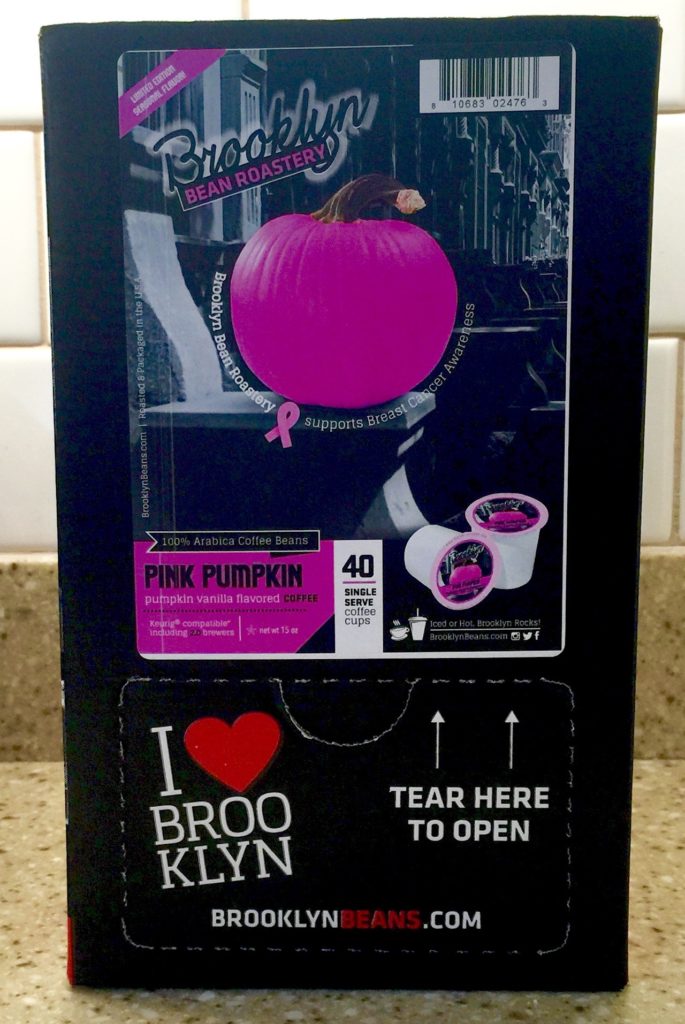 LIMITED EDITION
SEASONAL FLAVOR!
8 10683 02476 3
Brooklyn
BEAN ROASTERY
Brooklyn Bean Roastery supports Breast Cancer Awareness
BrooklynBeans.com | Roasted & Packaged in the USA
100% Arabica Coffee Beans
PINK PUMPKIN
pumpkin vanilla flavored COFFEE
Keurig® compatible*
including 2.0 brewers
net wt 15 oz
40
SINGLE
SERVE
coffee
cups
Iced or Hot. Brooklyn Rocks!
BrooklynBeans.com
I
BROO
KLYN
TEAR HERE
TO OPEN
BROOKLYNBEANS.COM